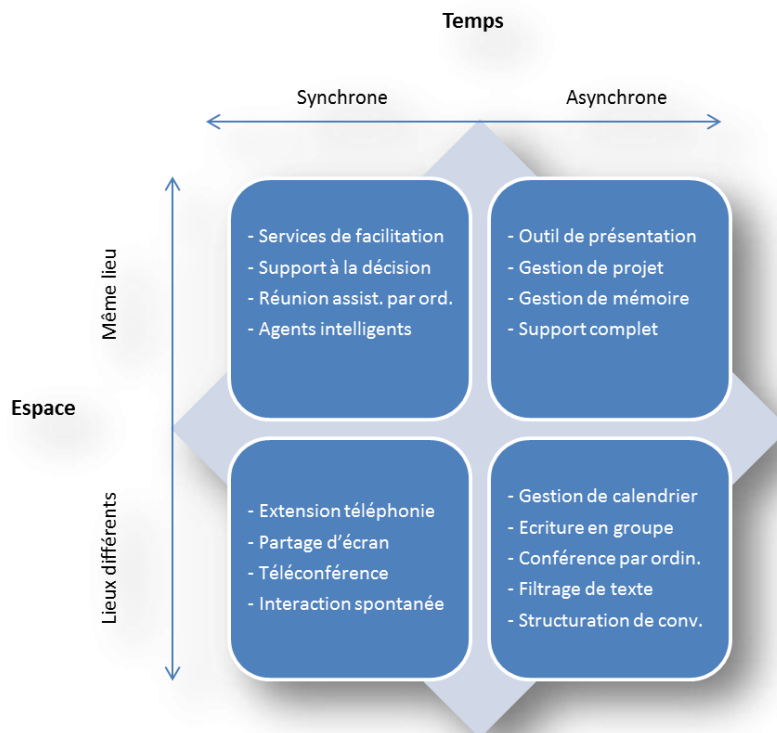 Temps
Synchrone
Asynchrone
Même lieu
- Services de facilitation
- Support à la décision
- Réunion assist. par ord.
- Agents intelligents
- Outil de présentation
- Gestion de projet
- Gestion de mémoire
- Support complet
Espace
Lieux différents
- Extension téléphonie
- Partage d'écran
- Téléconférence
- Interaction spontanée
- Gestion de calendrier
- Ecriture en groupe
- Conférence par ordin.
- Filtrage de texte
- Structuration de conv.